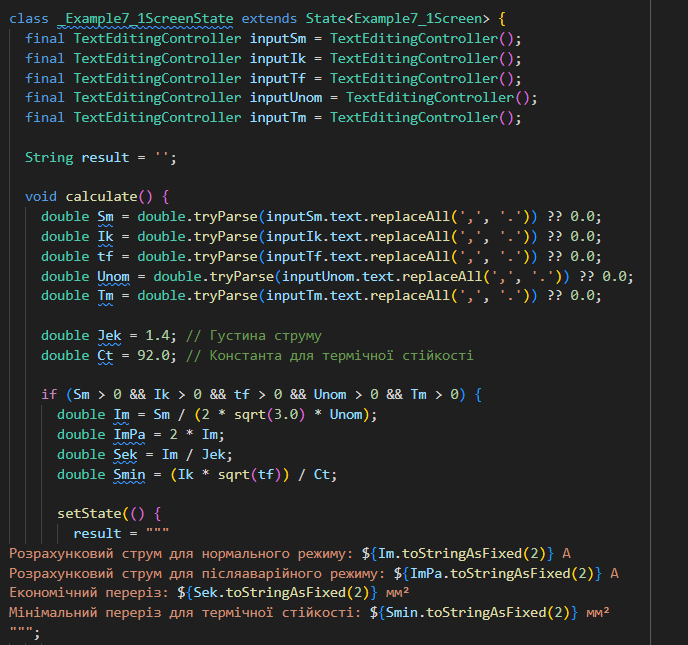 class _Example7_1ScreenState extends State<Example7_1Screen> {
final TextEditingController inputSm = TextEditingController();
final TextEditingController inputIk = TextEditingController();
final TextEditingController inputTf = TextEditingController();
final TextEditingController inputUnom = TextEditingController();
final TextEditingController inputTm = TextEditingController();
String result = '';
void calculate() {
double Sm = double.tryParse(inputSm.text.replaceAll(',', '.')) ?? 0.0;
double Ik = double.tryParse(inputIk.text.replaceAll(',', '.')) ?? 0.0;
double tf = double.tryParse(inputTf.text.replaceAll(',', '.')) ?? 0.0;
double Unom = double.tryParse(inputUnom.text.replaceAll(',', '.')) ?? 0.0;
double Tm = double.tryParse(inputTm.text.replaceAll(',', '.')) ?? 0.0;
double Jek = 1.4; // Густина струму
double Ct = 92.0; // Константа для термічної стійкості
if (Sm > 0 && Ik > 0 && tf > 0 && Unom > 0 && Tm > 0) {
double Im = Sm / (2 * sqrt(3.0) * Unom);
double ImPa = 2 * Im;
double Sek = Im / Jek;
double Smin = (Ik * sqrt(tf)) / Ct;
setState(() {
result = """
Розрахунковий струм для нормального режиму: ${Im.toStringAsFixed(2)} А
Розрахунковий струм для післяаварійного режиму: ${ImPa.toStringAsFixed(2)} А
Економічний переріз: ${Sek.toStringAsFixed(2)} мм²
Мінімальний переріз для термічної стійкості: ${Smin.toStringAsFixed(2)} мм²
""";